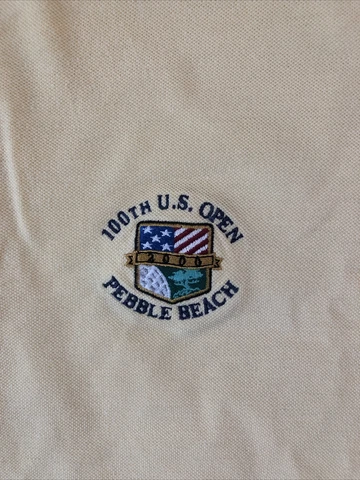 100TH U.S. OPEN
2000
PEBBLE BEACH